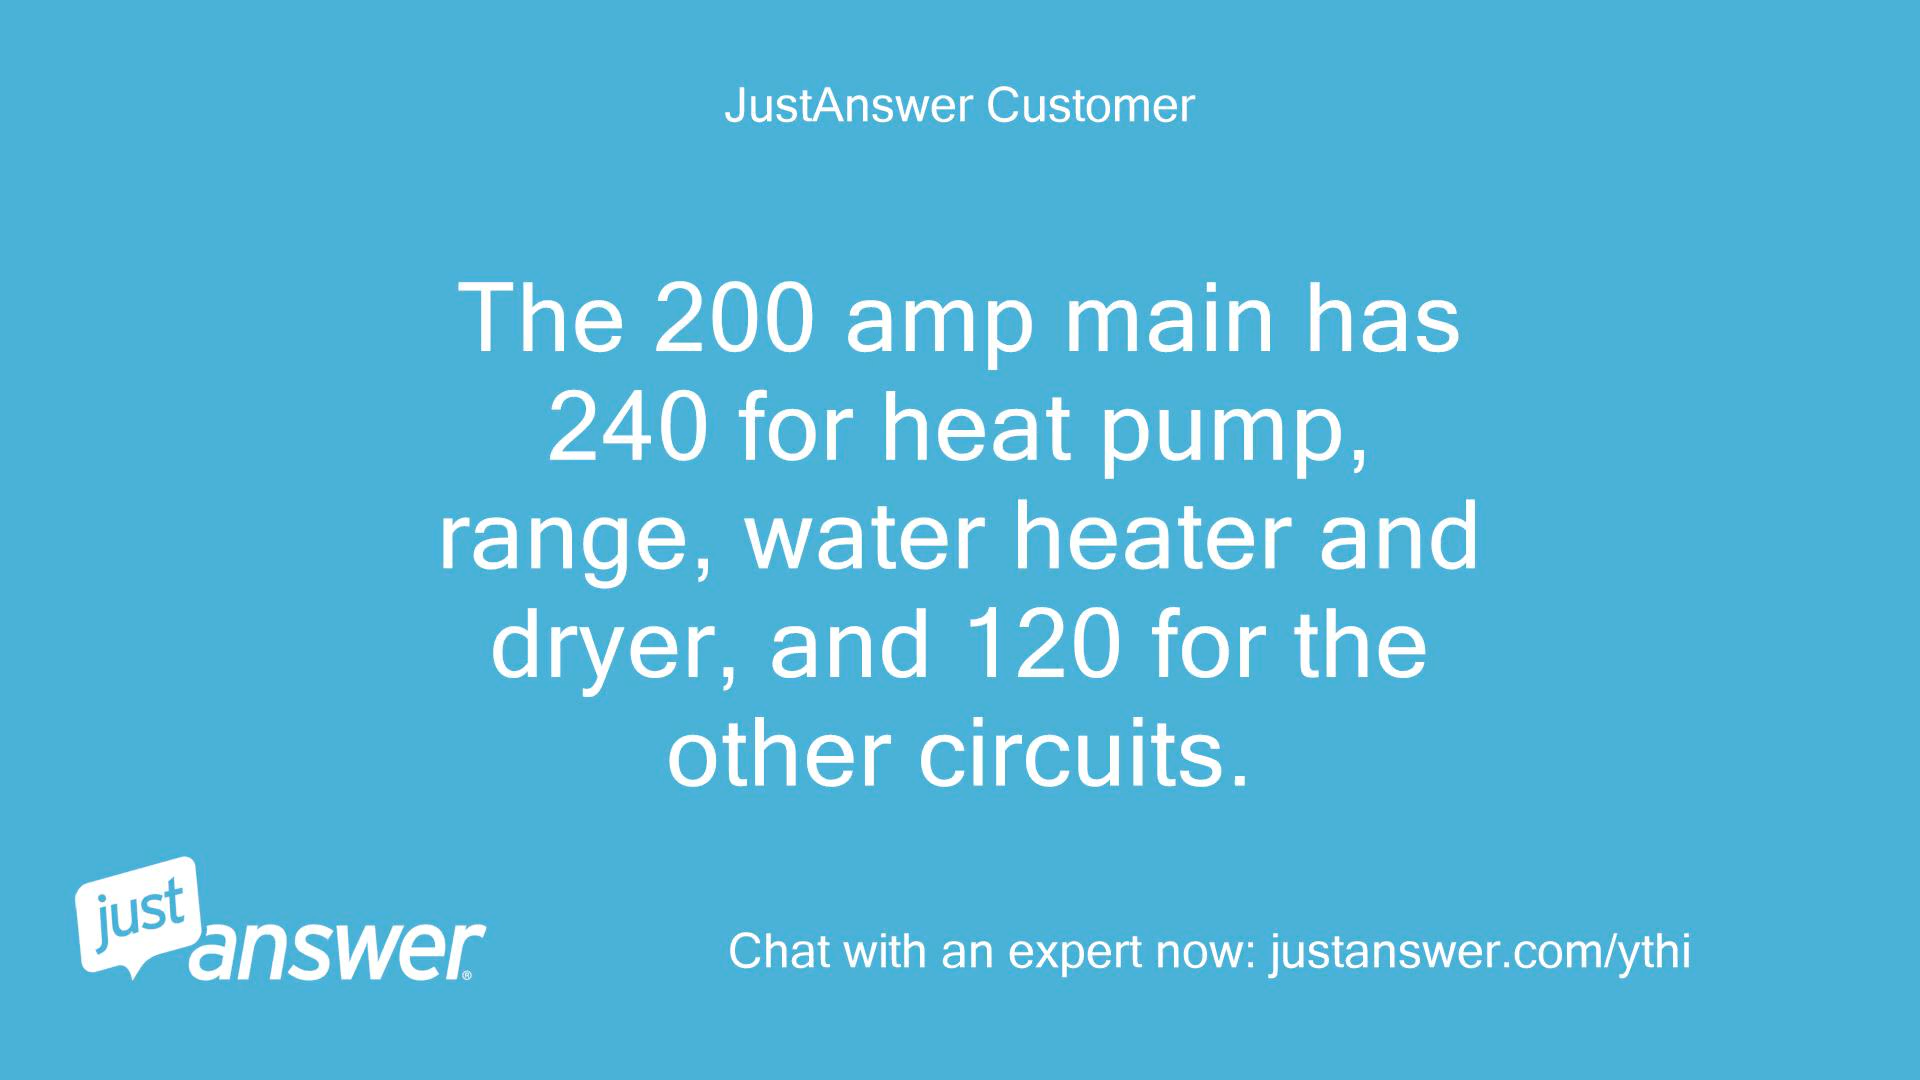 JustAnswer Customer
The 200 amp main has
240 for heat pump,
range, water heater and
dryer, and 120 for the
other circuits.
just
answer®
Chat with an expert now: justanswer.com/ythi